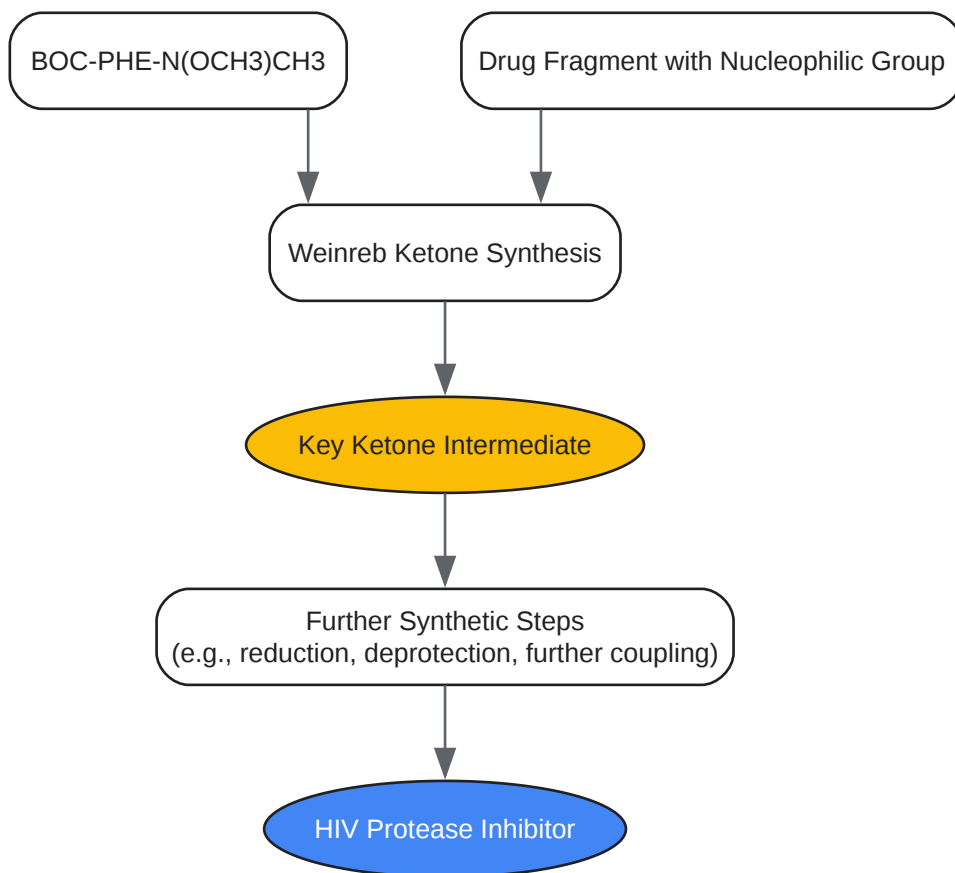 BOC-PHE-N(OCH3)CH3
Drug Fragment with Nucleophilic Group
Weinreb Ketone Synthesis
Key Ketone Intermediate
Further Synthetic Steps
(e.g., reduction, deprotection, further coupling)
HIV Protease Inhibitor